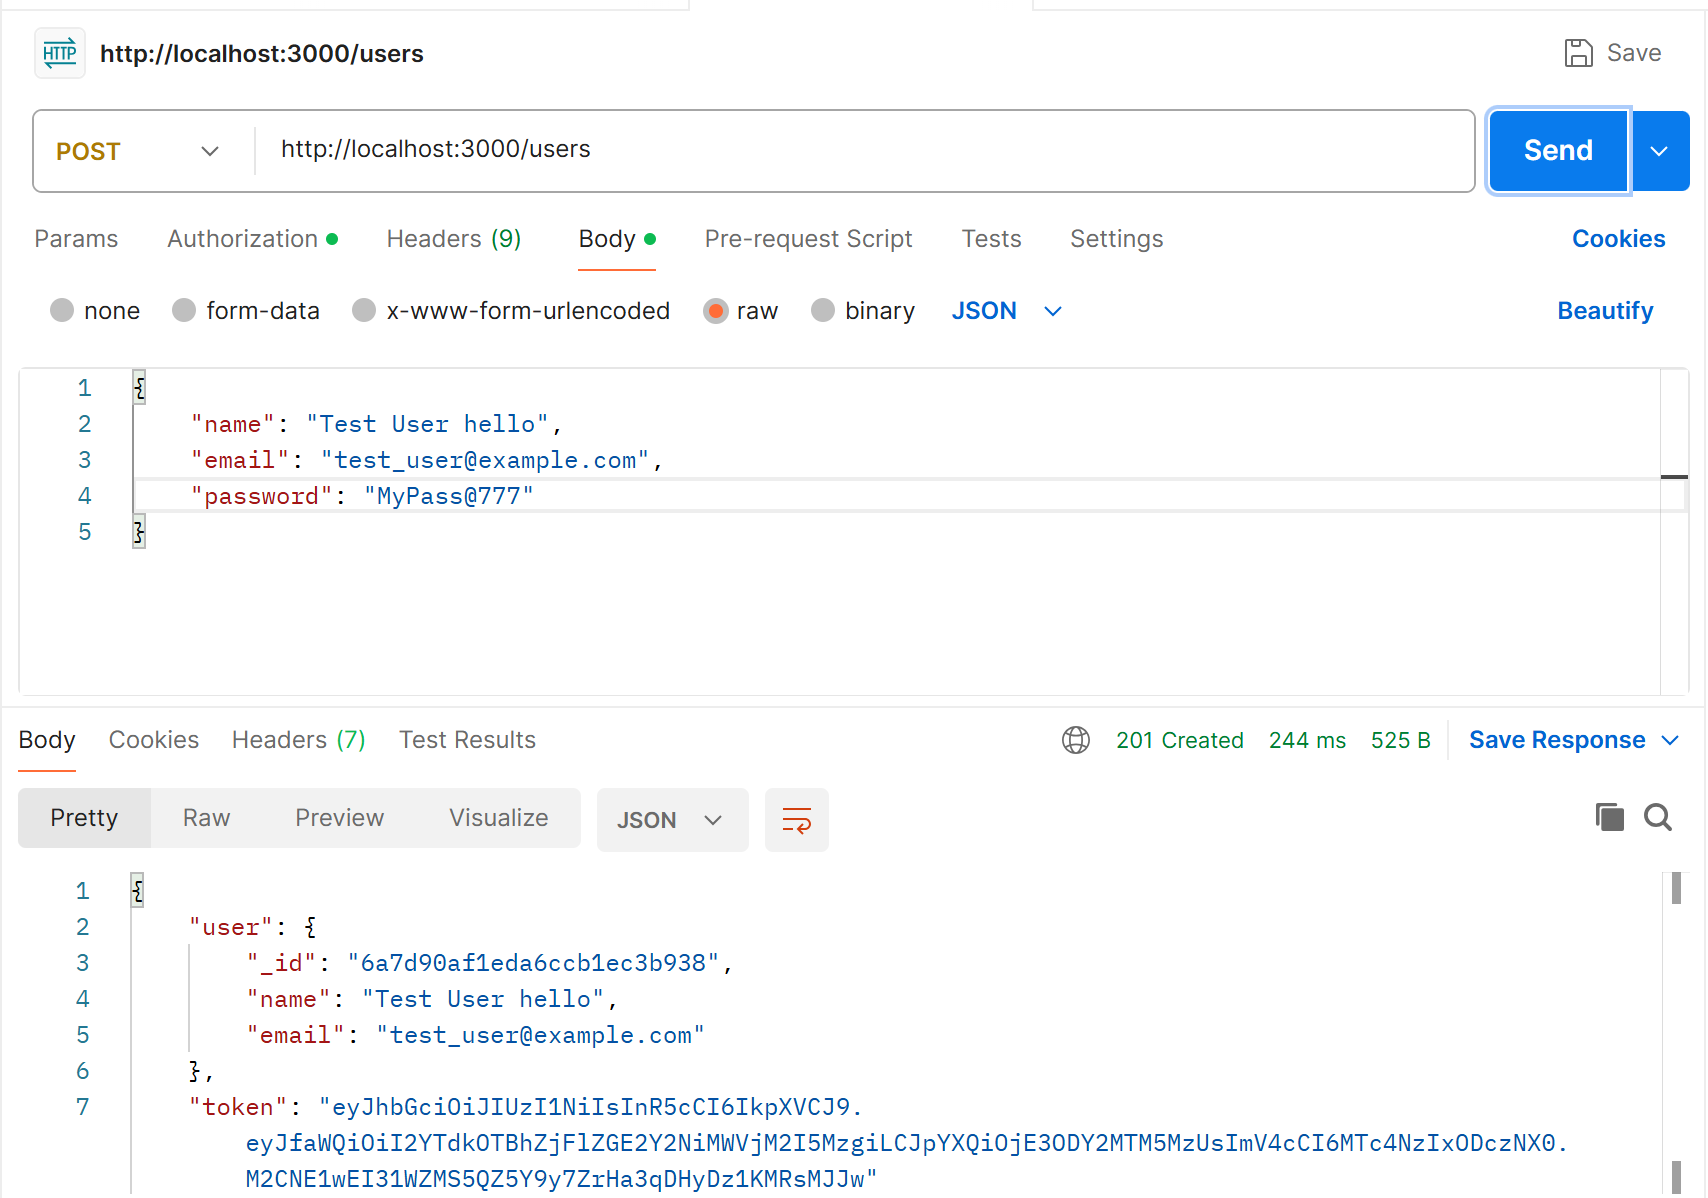 HTTP http://localhost:3000/users Save
POST http://localhost:3000/users Send
Params Authorization Headers (9) Body Pre-request Script Tests Settings Cookies
none form-data x-www-form-urlencoded raw binary JSON Beautify
1 {
2 "name": "Test User hello",
3 "email": "test_user@example.com",
4 "password": "MyPass@777"
5 }
Body Cookies Headers (7) Test Results 201 Created 244 ms 525 B Save Response
Pretty Raw Preview Visualize JSON
1 {
2 "user": {
3 "_id": "6a7d90af1eda6ccb1ec3b938",
4 "name": "Test User hello",
5 "email": "test_user@example.com"
6 },
7 "token": "eyJhbGciOiJIUzI1NiIsInR5cCI6IkpXVCJ9.
eyJfaWQiOiI2YTdkOTBhZjFlZGE2Y2NiMWVjM2I5MzgiLCJpYXQiOjE3ODY2MTM5MzUsImV4cCI6MTc4NzIxODczNX0.
M2CNE1wEI31WZMS5QZ5Y9y7ZrHa3qDHyDz1KMRsMJJw"